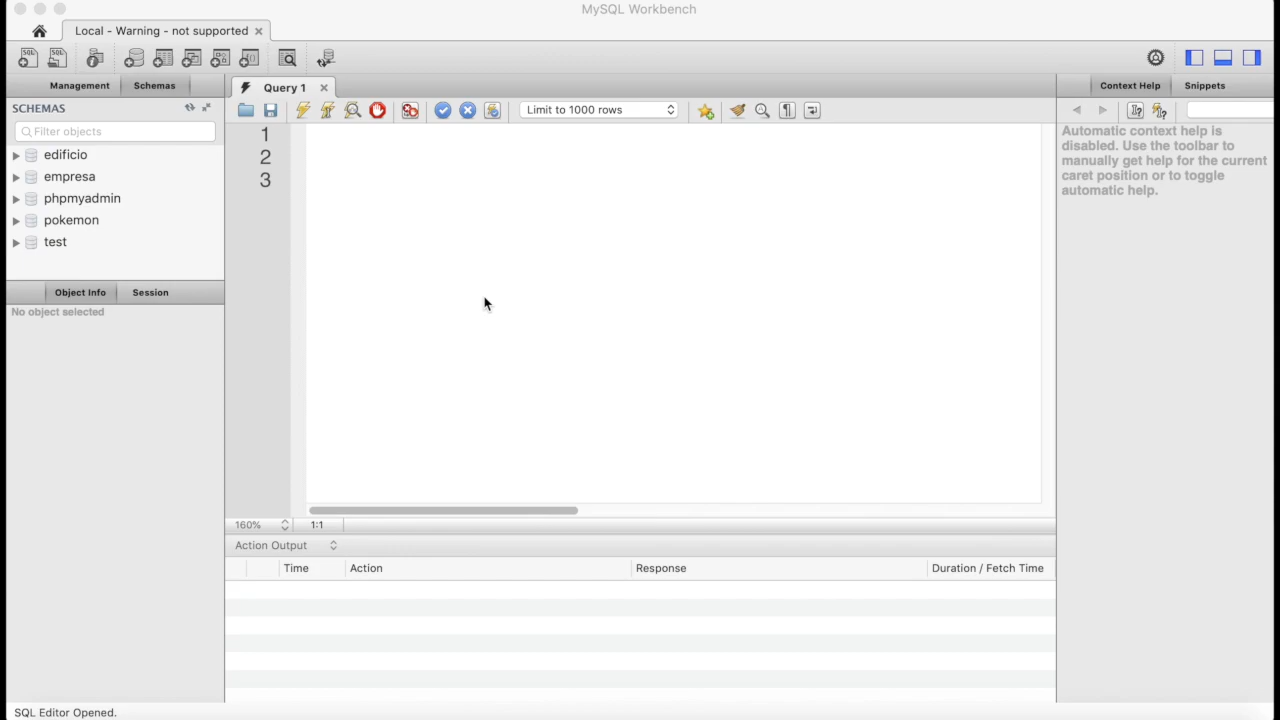 MySQL Workbench
Local - Warning - not supported
Management
Schemas
Query 1
Context Help
Snippets
SCHEMAS
Limit to 1000 rows
Filter objects
edificio
empresa
phpmyadmin
pokemon
test
1
2
3
Automatic context help is
disabled. Use the toolbar to
manually get help for the current
caret position or to toggle
automatic help.
Object Info
Session
No object selected
160%
1:1
Action Output
Time
Action
Response
Duration / Fetch Time
SQL Editor Opened.